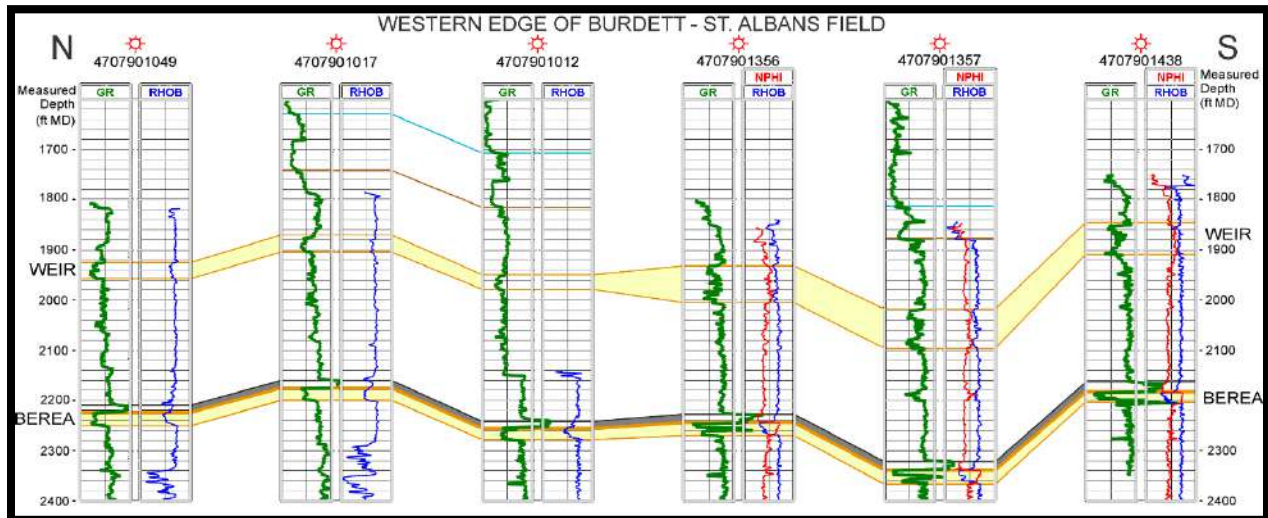 WESTERN EDGE OF BURDETT - ST. ALBANS FIELD
N S
4707901049 4707901017 4707901012 4707901356 4707901357 4707901438
NPHI NPHI NPHI
Measured Depth (ft MD) GR RHOB GR RHOB GR RHOB GR RHOB GR RHOB GR RHOB Measured Depth (ft MD)
1700 - - 1700
1800 - - 1800
1900 - WEIR - 1900
WEIR
2000 - - 2000
2100 - - 2100
2200 - - 2200
BEREA BEREA
2300 - - 2300
2400 - - 2400